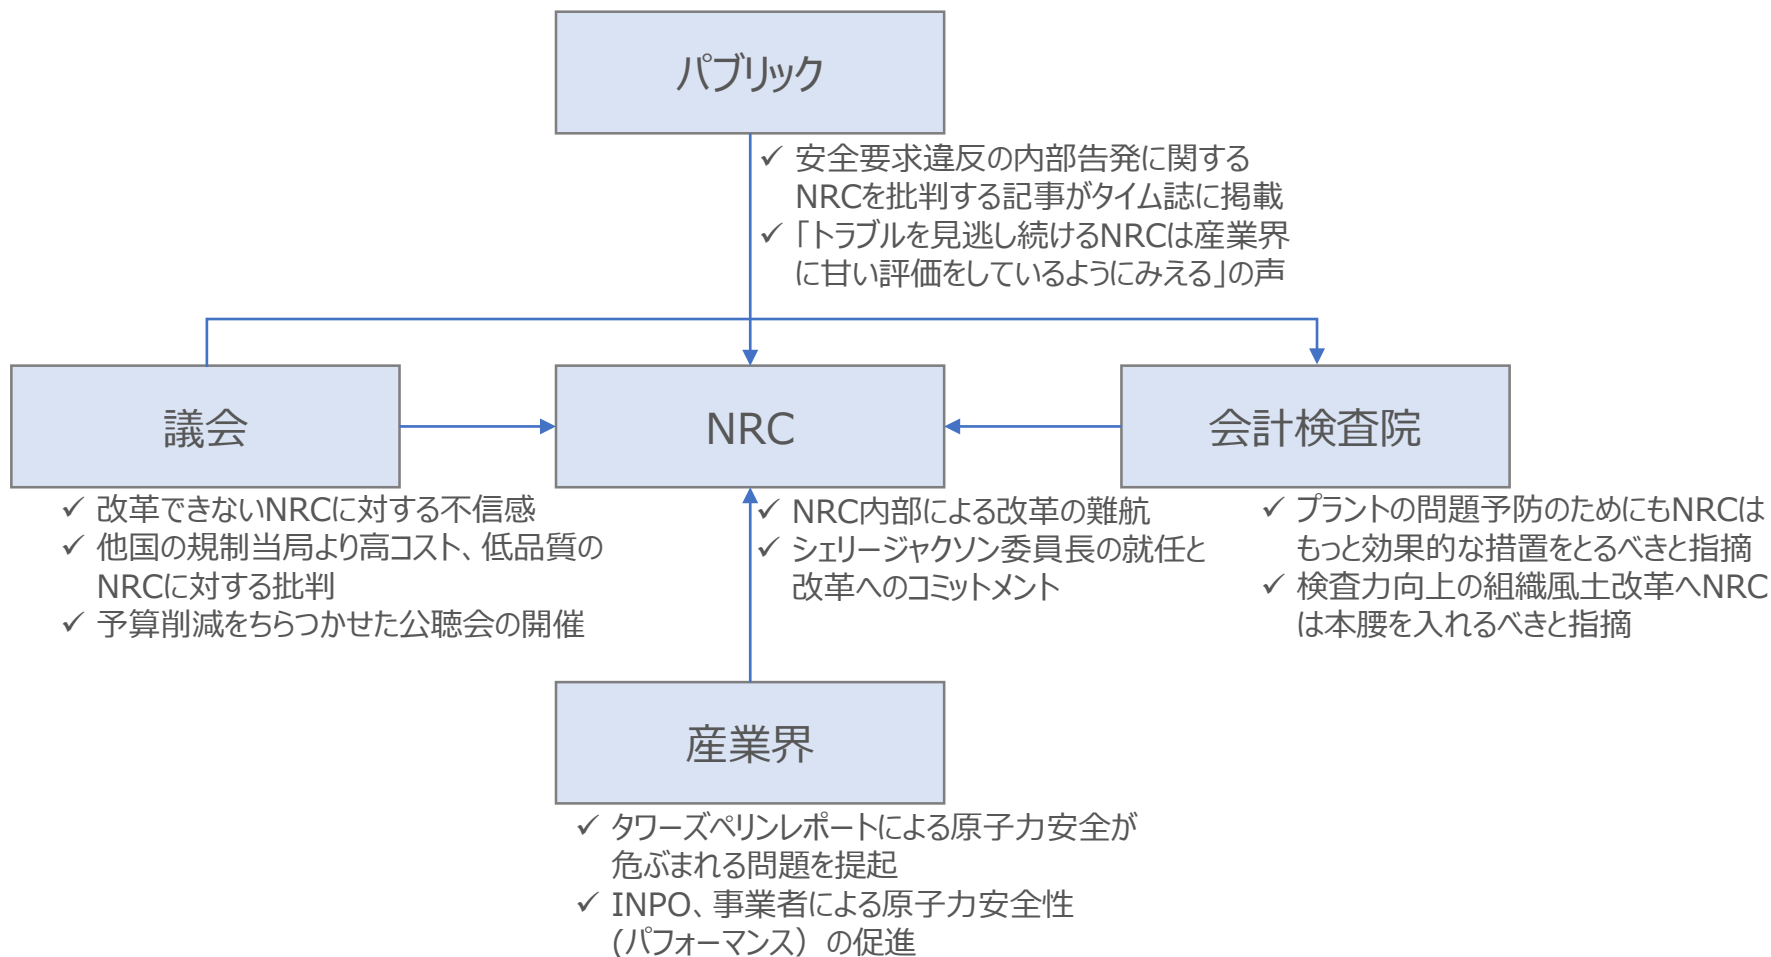 パブリック
✓ 安全要求違反の内部告発に関する
NRCを批判する記事がタイム誌に掲載
✓ 「トラブルを見逃し続けるNRCは産業界
に甘い評価をしているようにみえる」の声
議会
NRC
会計検査院
✓ 改革できないNRCに対する不信感
✓ 他国の規制当局より高コスト、低品質の
NRCに対する批判
✓ 予算削減をちらつかせた公聴会の開催
✓ NRC内部による改革の難航
✓ シェリージャクソン委員長の就任と
改革へのコミットメント
✓ プラントの問題予防のためにもNRCは
もっと効果的な措置をとるべきと指摘
✓ 検査力向上の組織風土改革へNRC
は本腰を入れるべきと指摘
産業界
✓ タワーズペリンレポートによる原子力安全が
危ぶまれる問題を提起
✓ INPO、事業者による原子力安全性
(パフォーマンス）の促進